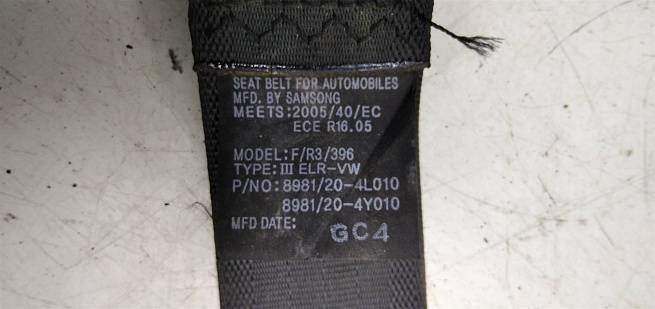 SEAT BELT FOR AUTOMOBILES
MFD. BY SAMSONG
MEETS:2005/40/EC
ECE R16.05
MODEL: F/R3/396
TYPE: III ELR-VW
P/NO: 8981/20-4L010
8981/20-4Y010
MFD DATE: GC4